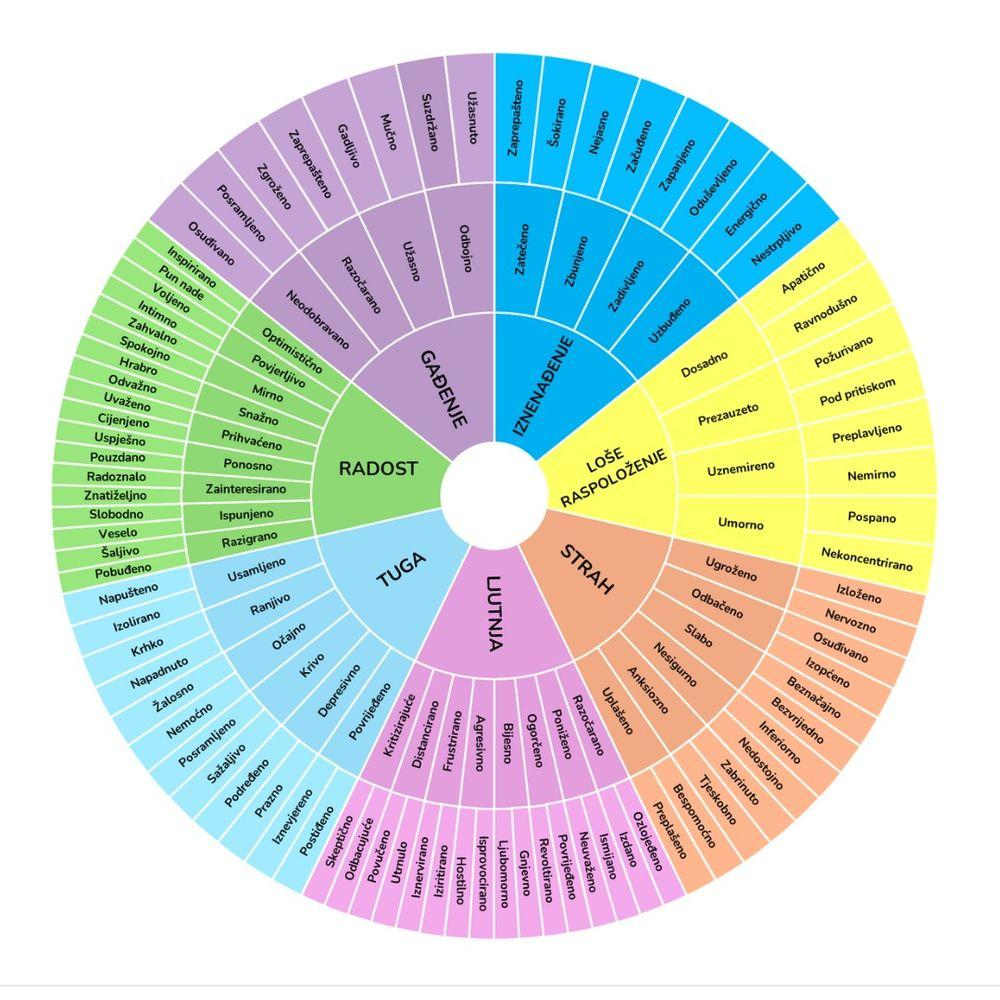 IZNENAĐENJE
Zatečeno
Zbunjeno
Zadivljeno
Uzbuđeno
Zaprepašteno
Šokirano
Nejasno
Začuđeno
Zapanjeno
Oduševljeno
Energično
Nestrpljivo
LOŠE
RASPOLOŽENJE
Dosadno
Prezauzeto
Uznemireno
Umorno
Apatično
Ravnodušno
Požurivano
Pod pritiskom
Preplavljeno
Nemirno
Pospano
Nekoncentrirano
STRAH
Ugroženo
Odbačeno
Slabo
Nesigurno
Anksiozno
Uplašeno
Izloženo
Nervozno
Osuđivano
Izopćeno
Beznačajno
Bezvrijedno
Inferiorno
Nedostojno
Zabrinuto
Tjeskobno
Bespomoćno
Preplašeno
LJUTNJA
Razočarano
Poniženo
Ogorčeno
Bijesno
Agresivno
Frustrirano
Distancirano
Kritizirajuće
Ozlojeđeno
Izdano
Ismijano
Neuvaženo
Povrijeđeno
Revoltirano
Gnjevno
Ljubomorno
Isprovocirano
Hostilno
Iziritirano
Iznervirano
Utrnulo
Povučeno
Odbacujuće
Skeptično
TUGA
Povrijeđeno
Depresivno
Krivo
Očajno
Ranjivo
Usamljeno
Postiđeno
Iznevjereno
Prazno
Podređeno
Sažaljivo
Posramljeno
Nemoćno
Žalosno
Napadnuto
Krhko
Izolirano
Napušteno
RADOST
Razigrano
Ispunjeno
Zainteresirano
Ponosno
Prihvaćeno
Snažno
Mirno
Povjerljivo
Optimistično
Pobuđeno
Šaljivo
Veselo
Slobodno
Znatiželjno
Radoznalo
Pouzdano
Uspješno
Cijenjeno
Uvaženo
Odvažno
Hrabro
Spokojno
Zahvalno
Intimno
Voljeno
Pun nade
Inspirirano
GAĐENJE
Neodobravano
Razočarano
Užasno
Odbojno
Osuđivano
Posramljeno
Zgroženo
Zaprepašteno
Gadljivo
Mučno
Suzdržano
Užasnuto